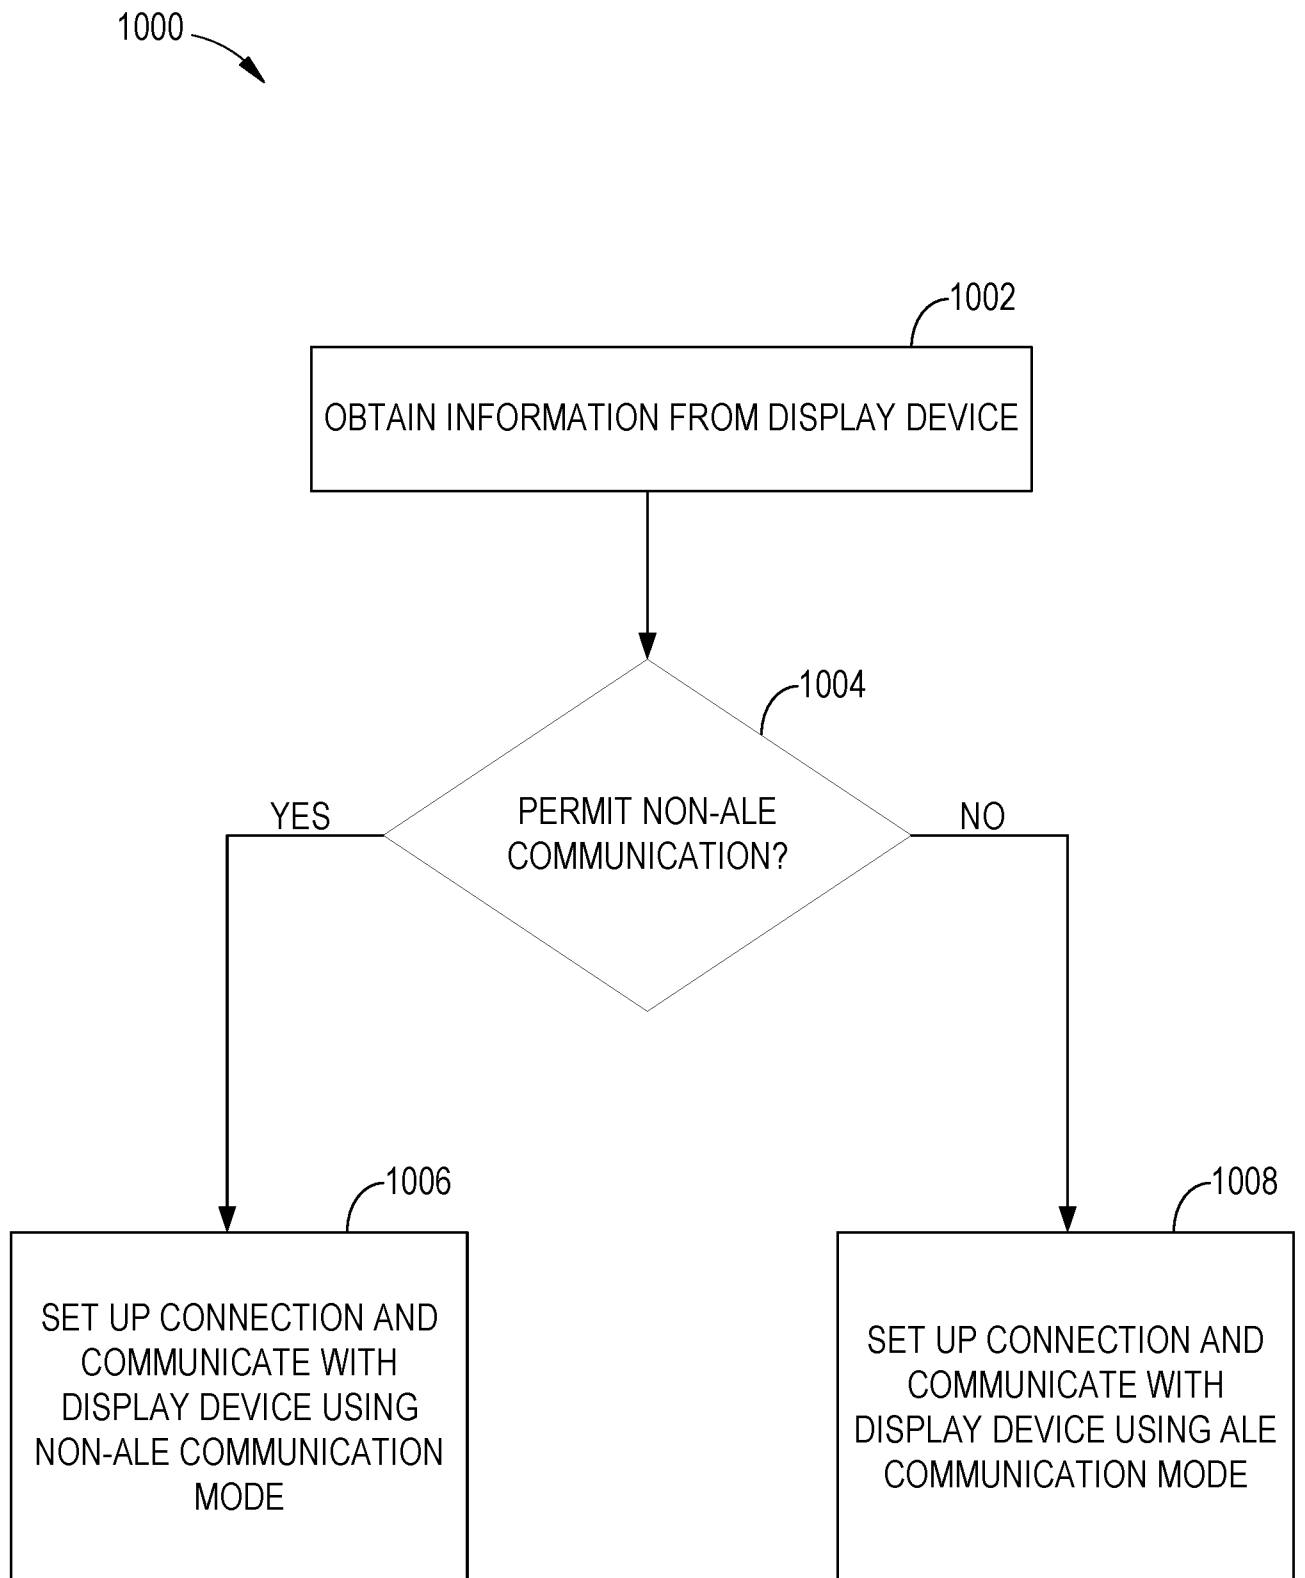 1000
1002
OBTAIN INFORMATION FROM DISPLAY DEVICE
1004
PERMIT NON-ALE
COMMUNICATION?
YES
NO
1006
SET UP CONNECTION AND
COMMUNICATE WITH
DISPLAY DEVICE USING
NON-ALE COMMUNICATION
MODE
1008
SET UP CONNECTION AND
COMMUNICATE WITH
DISPLAY DEVICE USING ALE
COMMUNICATION MODE